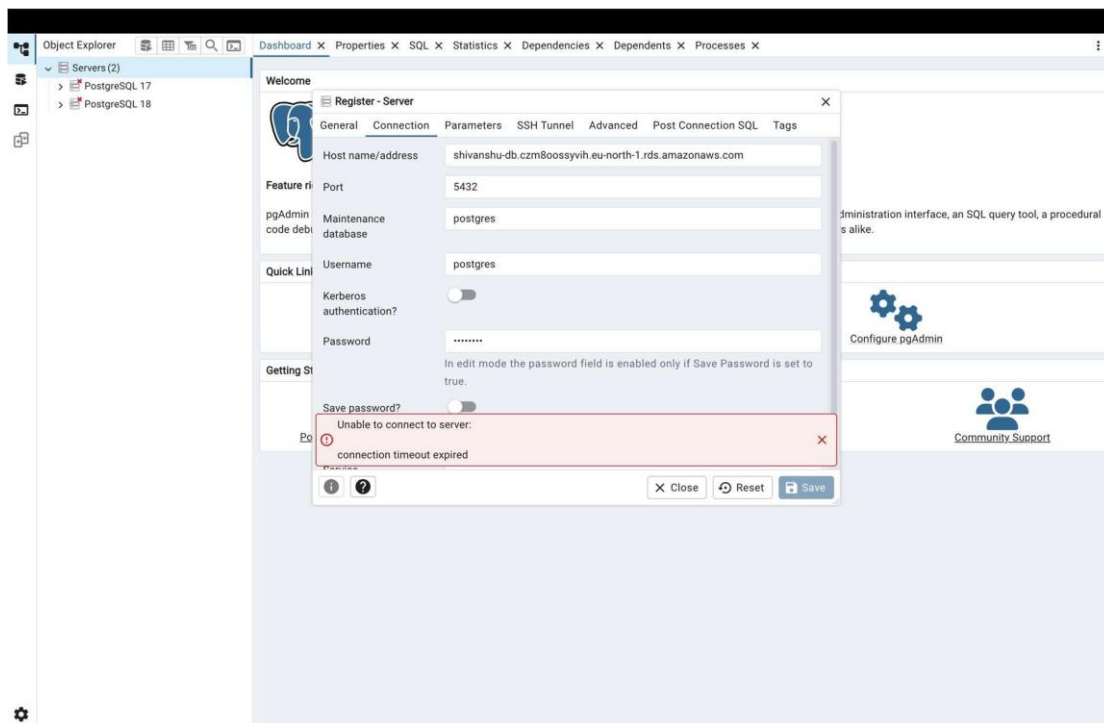 Object Explorer
Dashboard
Properties
SQL
Statistics
Dependencies
Dependents
Processes
Servers (2)
PostgreSQL 17
PostgreSQL 18
Welcome
Register - Server
General
Connection
Parameters
SSH Tunnel
Advanced
Post Connection SQL
Tags
Host name/address
shivanshu-db.czm8oossyvih.eu-north-1.rds.amazonaws.com
Feature ri
Port
5432
pgAdmin
dministration interface, an SQL query tool, a procedural
code debu
s alike.
Maintenance
database
postgres
Quick Lin
Username
postgres
Kerberos
authentication?
Configure pgAdmin
Password
••••••••
In edit mode the password field is enabled only if Save Password is set to
true.
Getting St
Save password?
Po
Unable to connect to server:
connection timeout expired
Community Support
Service
Close
Reset
Save